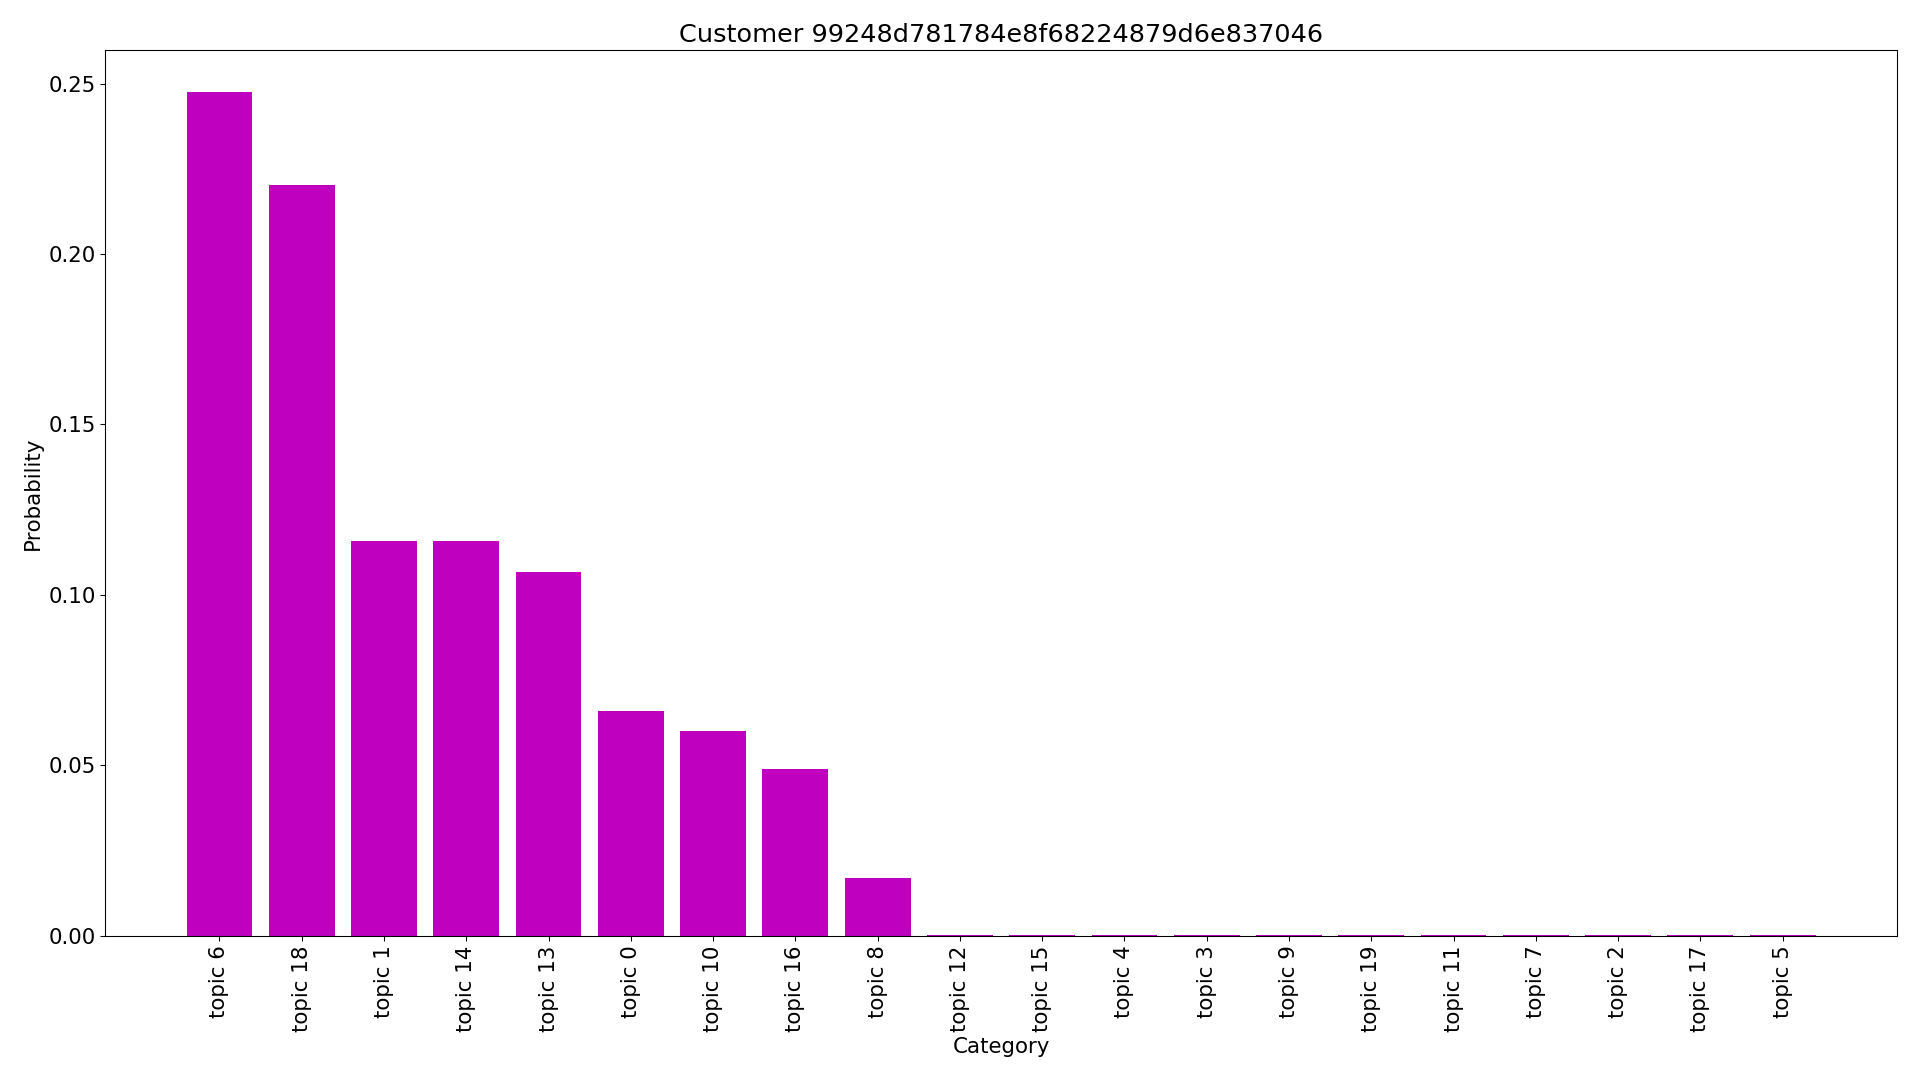 Customer 99248d781784e8f68224879d6e837046
Probability
0.25
0.20
0.15
0.10
0.05
0.00
topic 6
topic 18
topic 1
topic 14
topic 13
topic 0
topic 10
topic 16
topic 8
topic 12
topic 15
topic 4
topic 3
topic 9
topic 19
topic 11
topic 7
topic 2
topic 17
topic 5
Category